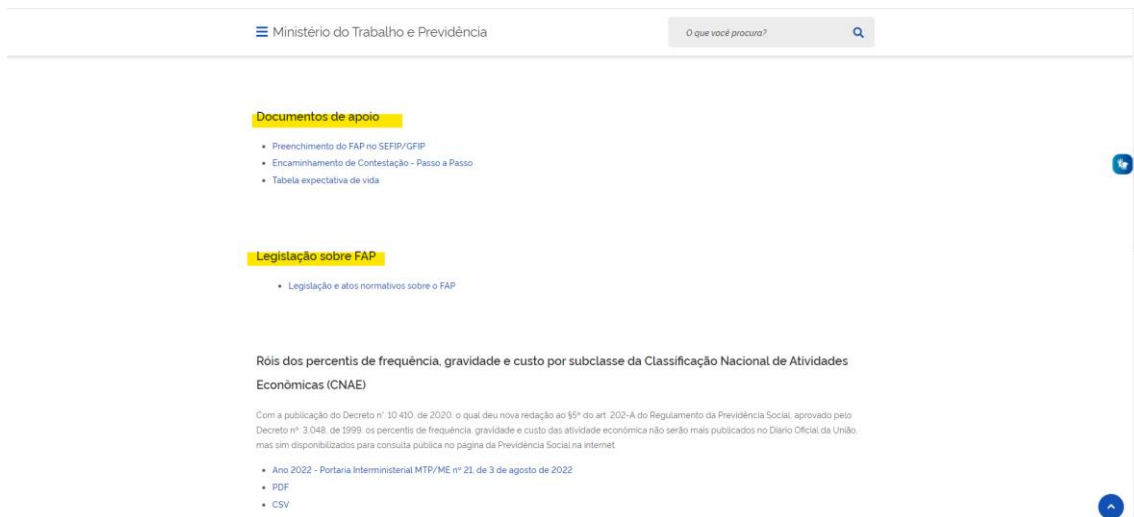 Ministério do Trabalho e Previdência
O que você procura?
Documentos de apoio
Preenchimento do FAP no SEFIP/GFIP
Encaminhamento de Contestação - Passo a Passo
Tabela expectativa de vida
Legislação sobre FAP
Legislação e atos normativos sobre o FAP
Róis dos percentis de frequência, gravidade e custo por subclasse da Classificação Nacional de Atividades
Econômicas (CNAE)
Com a publicação do Decreto n°. 10.410, de 2020, o qual deu nova redação ao §5º do art. 202-A do Regulamento da Previdência Social, aprovado pelo
Decreto nº. 3.048, de 1999, os percentis de frequência, gravidade e custo das atividade econômica não serão mais publicados no Diário Oficial da União,
mas sim disponibilizados para consulta pública no página da Previdência Social na internet.
Ano 2022 - Portaria Interministerial MTP/ME nº 21, de 3 de agosto de 2022
PDF
CSV